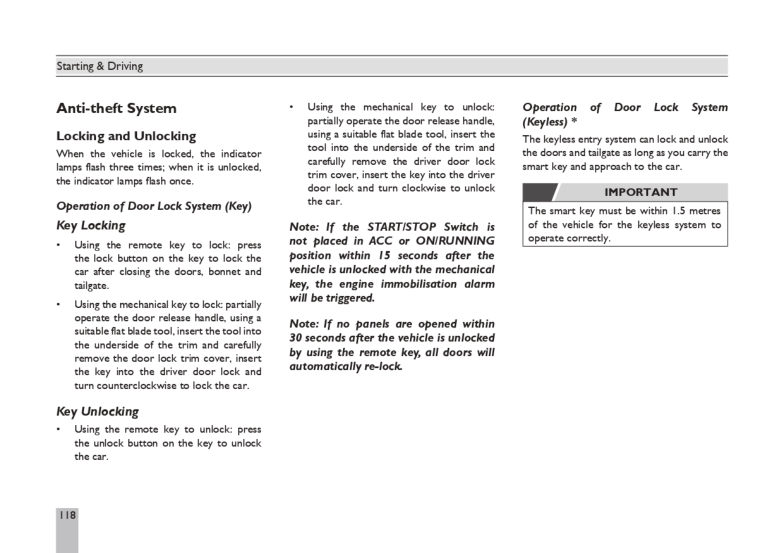 Starting & Driving
Anti-theft System
Locking and Unlocking
When the vehicle is locked, the indicator
lamps flash three times; when it is unlocked,
the indicator lamps flash once.
Operation of Door Lock System (Key)
Key Locking
• Using the remote key to lock: press
the lock button on the key to lock the
car after closing the doors, bonnet and
tailgate.
• Using the mechanical key to lock: partially
operate the door release handle, using a
suitable flat blade tool, insert the tool into
the underside of the trim and carefully
remove the door lock trim cover, insert
the key into the driver door lock and
turn counterclockwise to lock the car.
Key Unlocking
• Using the remote key to unlock: press
the unlock button on the key to unlock
the car.
• Using the mechanical key to unlock:
partially operate the door release handle,
using a suitable flat blade tool, insert the
tool into the underside of the trim and
carefully remove the driver door lock
trim cover, insert the key into the driver
door lock and turn clockwise to unlock
the car.
Note: If the START/STOP Switch is
not placed in ACC or ON/RUNNING
position within 15 seconds after the
vehicle is unlocked with the mechanical
key, the engine immobilisation alarm
will be triggered.
Note: If no panels are opened within
30 seconds after the vehicle is unlocked
by using the remote key, all doors will
automatically re-lock.
Operation of Door Lock System
(Keyless) *
The keyless entry system can lock and unlock
the doors and tailgate as long as you carry the
smart key and approach to the car.
IMPORTANT
The smart key must be within 1.5 metres
of the vehicle for the keyless system to
operate correctly.
118